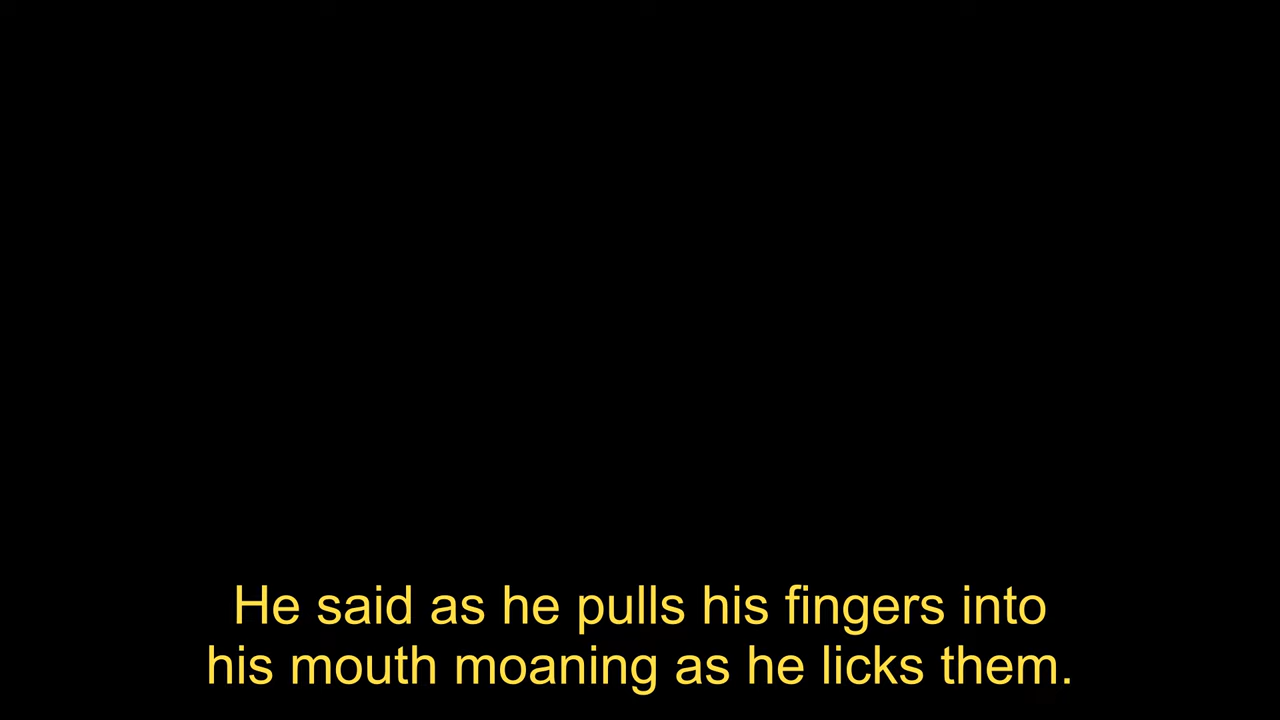 He said as he pulls his fingers into
his mouth moaning as he licks them.